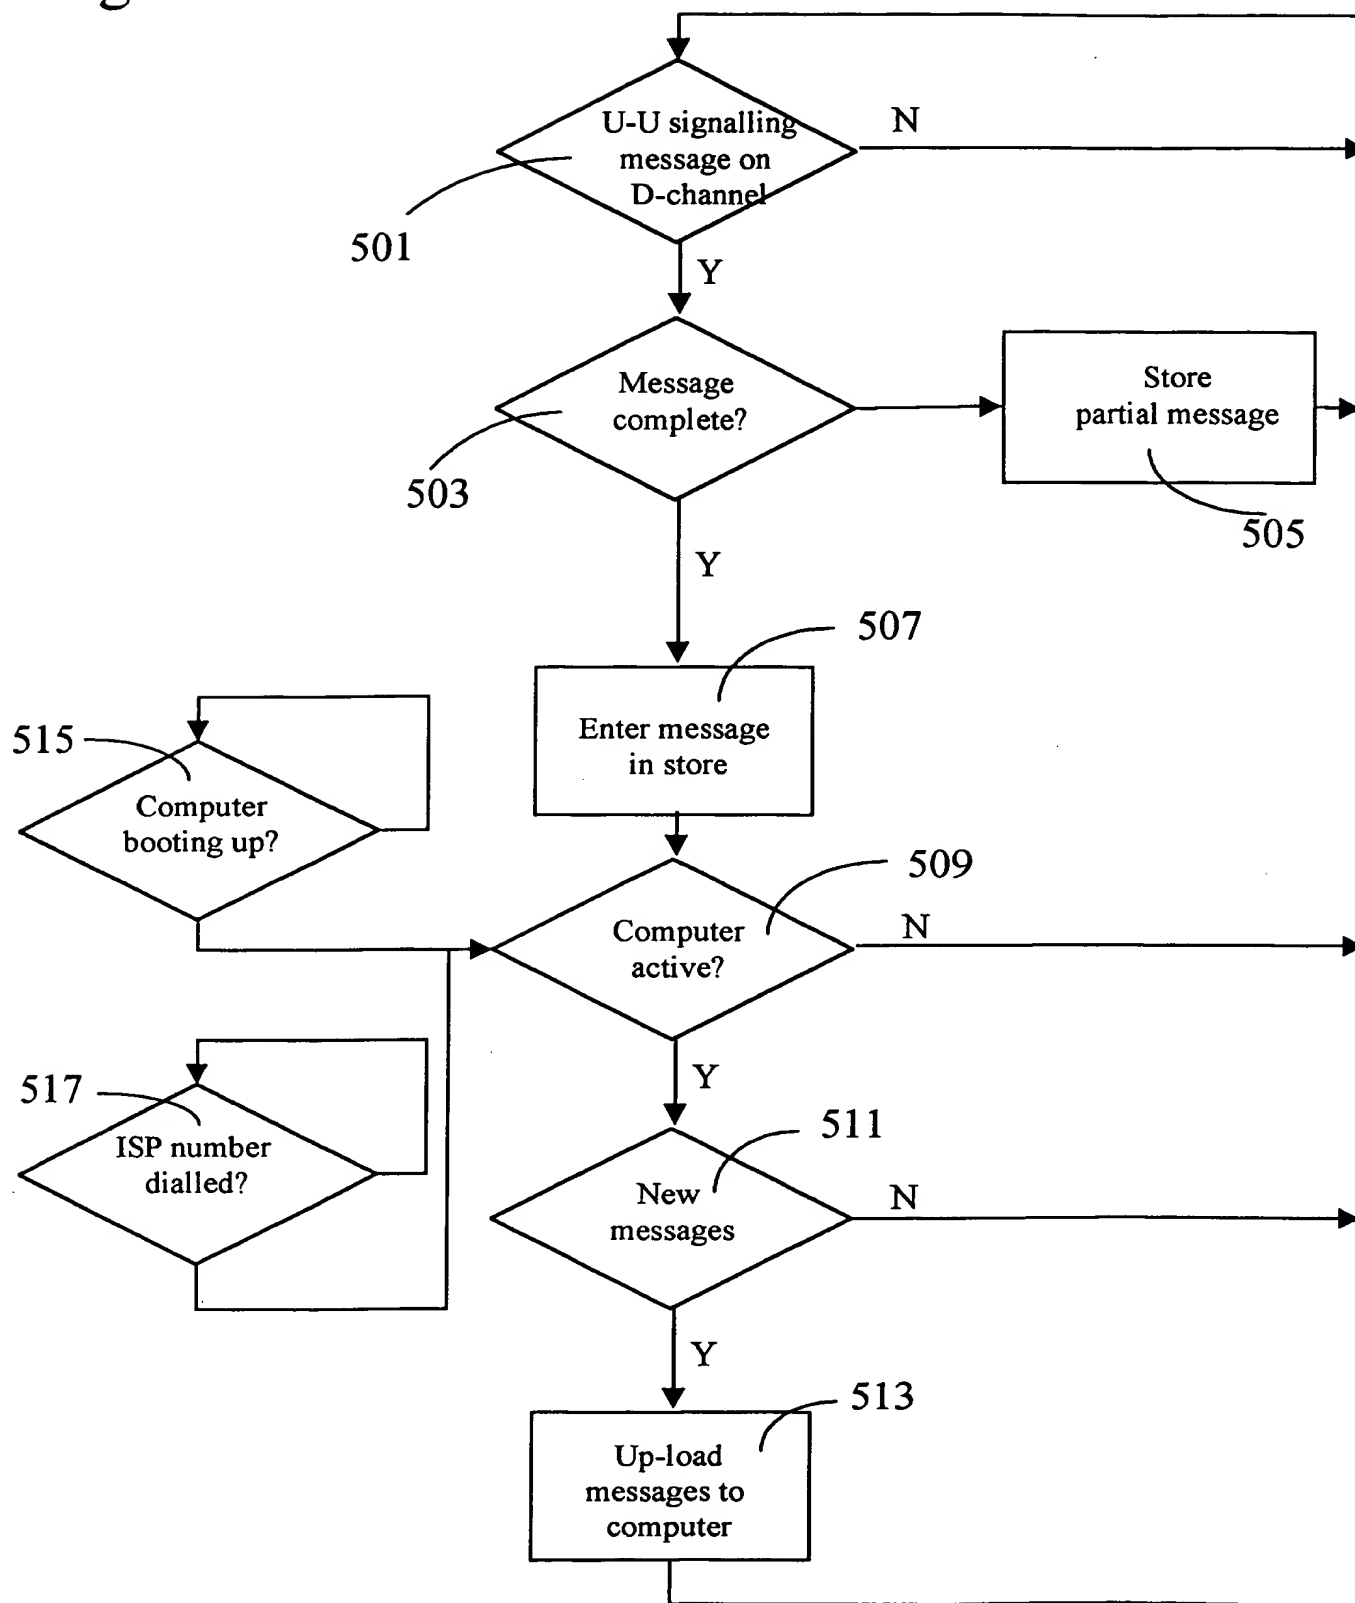 U-U signalling
message on
D-channel
N
501
Y
Message
complete?
503
Store
partial message
505
Y
507
Enter message
in store
515
Computer
booting up?
509
Computer
active?
N
Y
517
ISP number
dialled?
511
New
messages
N
Y
513
Up-load
messages to
computer